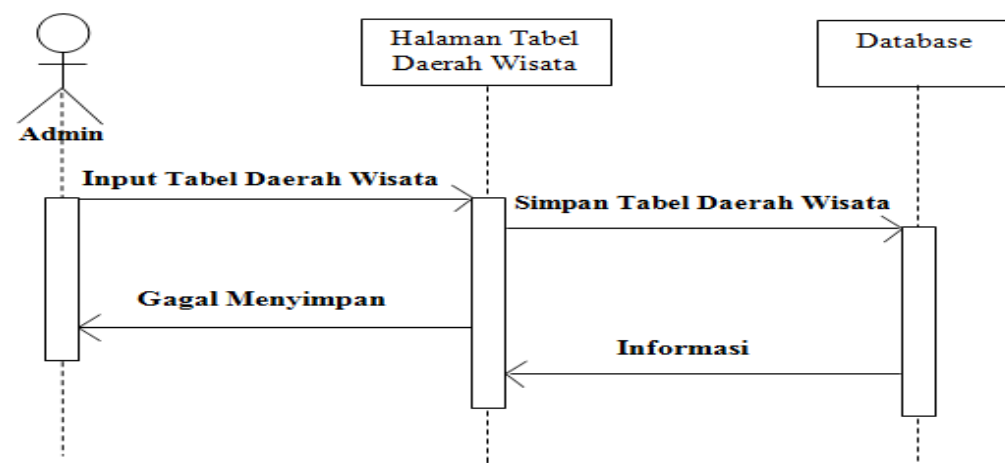 Halaman Tabel
Daerah Wisata
Database
Admin
Input Tabel Daerah Wisata
Simpan Tabel Daerah Wisata
Gagal Menyimpan
Informasi